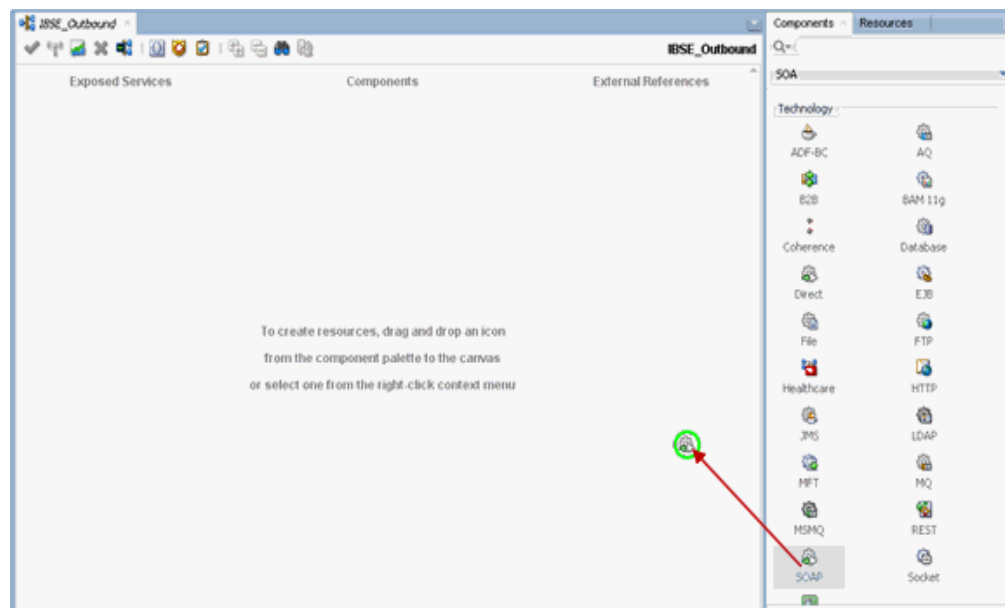 IBSE_Outbound
Components
Resources
IBSE_Outbound
SOA
Exposed Services
Components
External References
Technology
ADF-BC
AQ
B2B
BAM 11g
Coherence
Database
Direct
EJB
File
FTP
Healthcare
HTTP
JMS
LDAP
MFT
MQ
MSMQ
REST
SOAP
Socket
To create resources, drag and drop an icon
from the component palette to the canvas
or select one from the right-click context menu